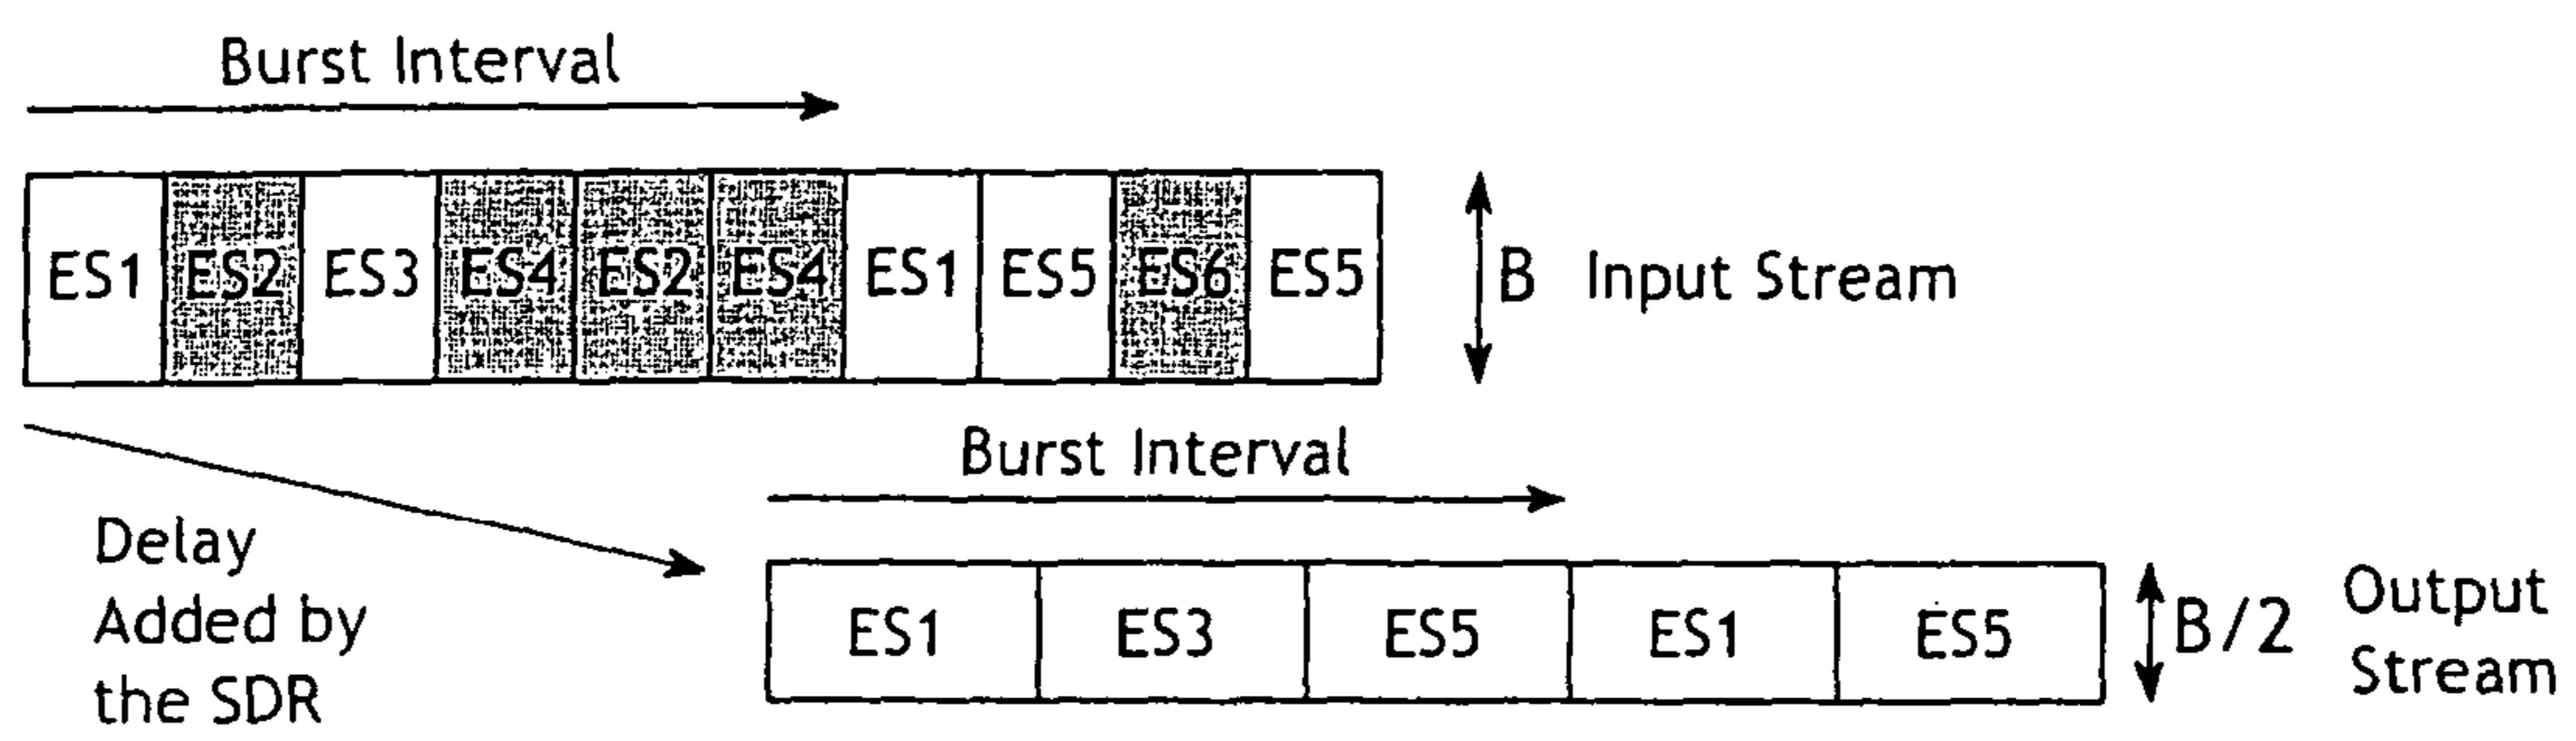 Burst Interval
ES1 ES2 ES3 ES4 ES2 ES4 ES1 ES5 ES6 ES5
B Input Stream
Burst Interval
Delay
Added by
the SDR
ES1 ES3 ES5 ES1 ES5
B/2
Output
Stream